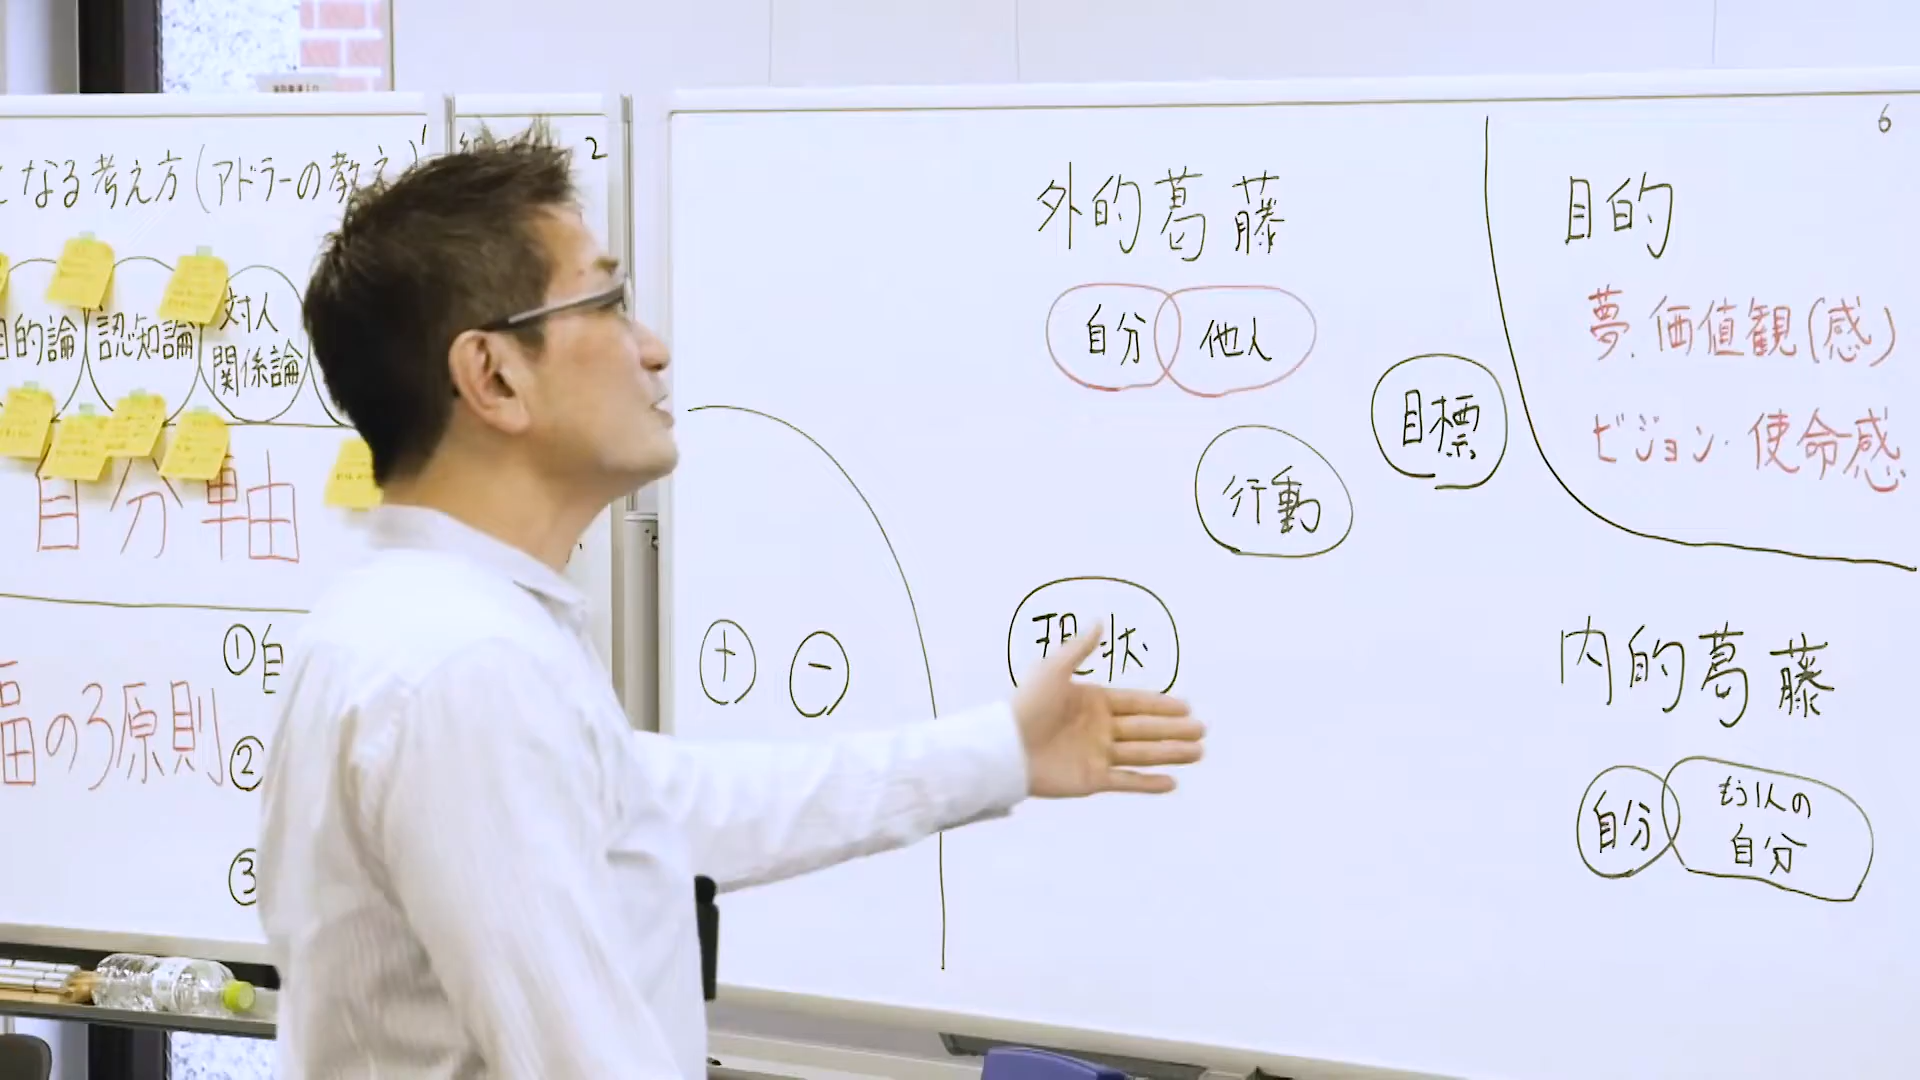 となる考え方(アドラーの教え)
目的論
認知論
対人
関係論
自分軸
福の3原則
①自
②
③
2
6
外的葛藤
自分
他人
目標
行動
現状
+
−
目的
夢.価値観(感)
ビジョン・使命感
内的葛藤
自分
もう1人の
自分